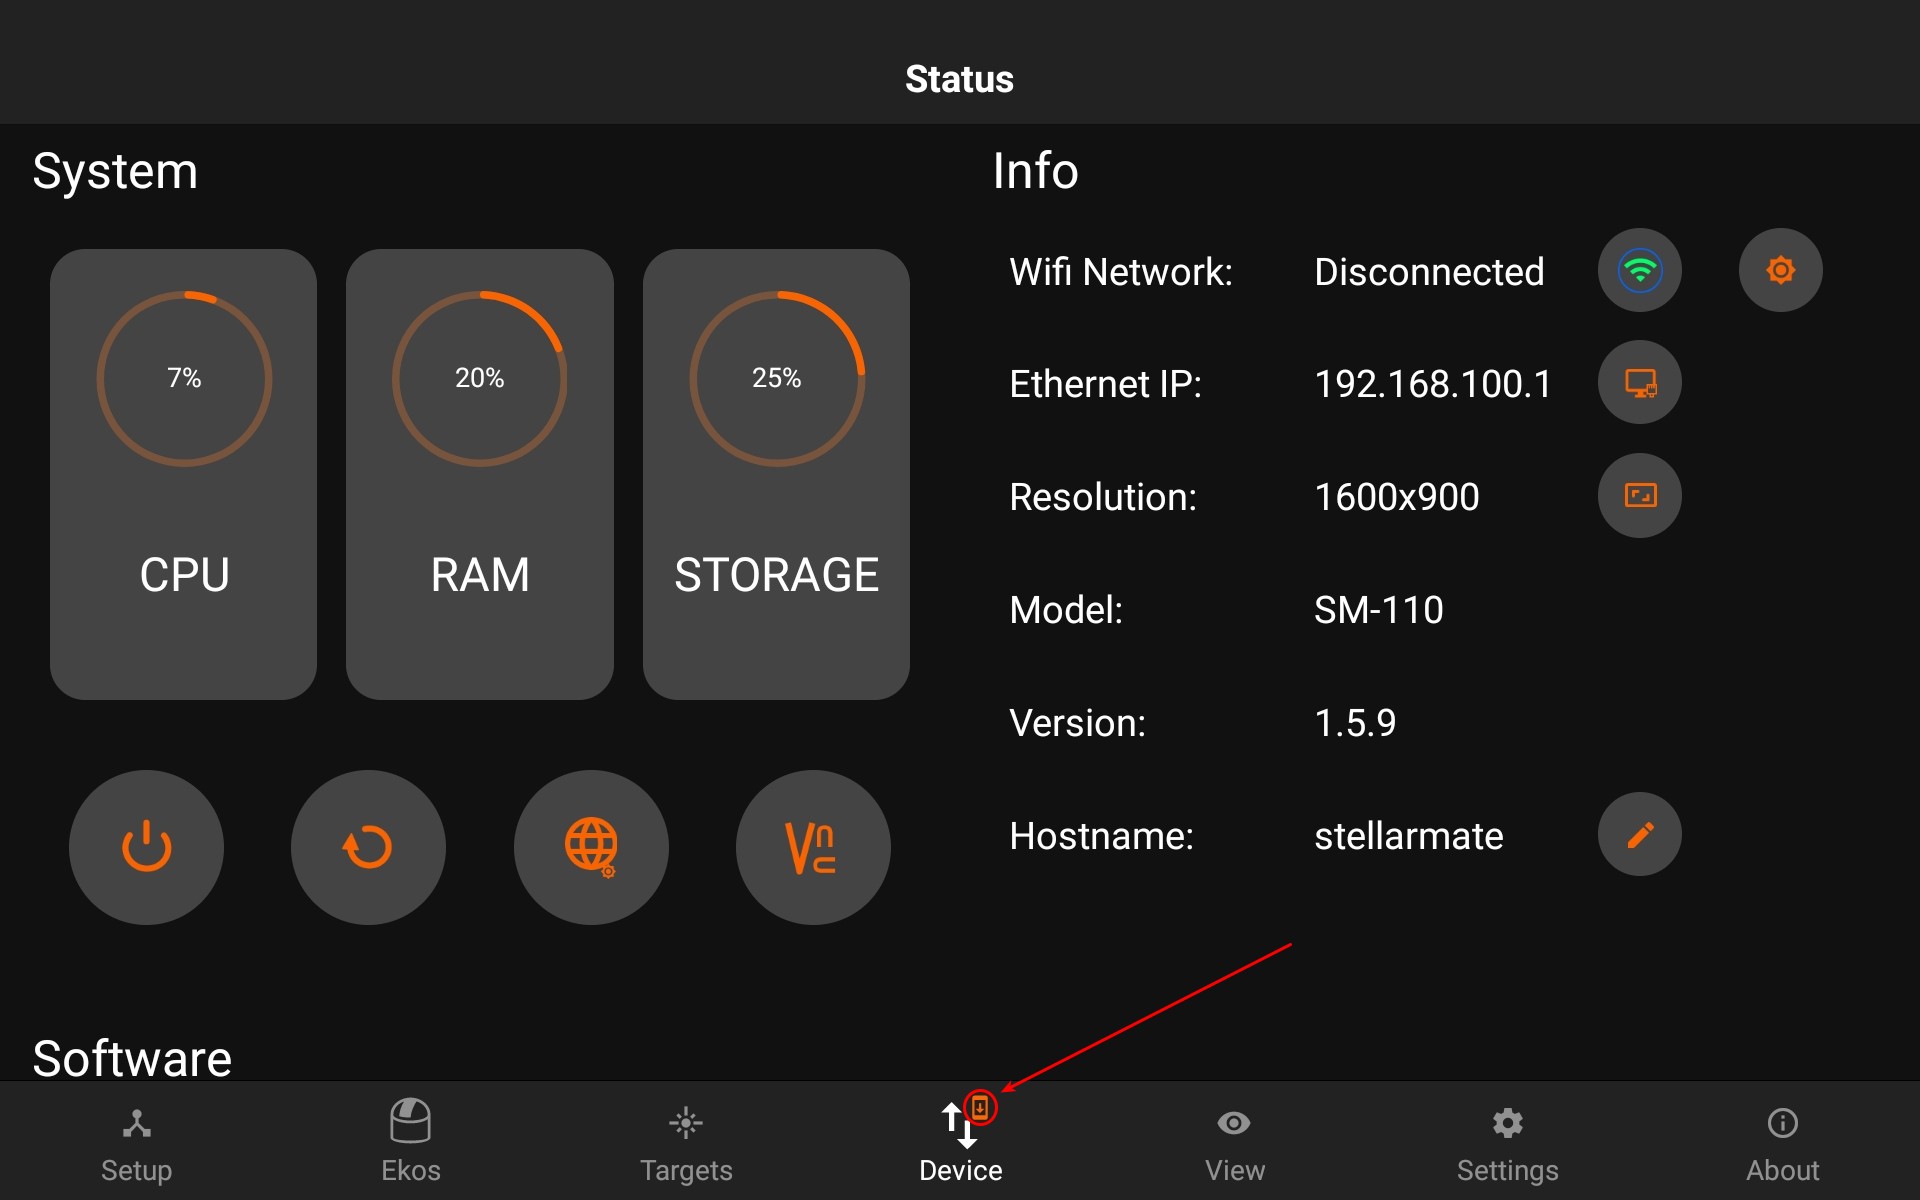 Status
System
7%
CPU
20%
RAM
25%
STORAGE
Info
Wifi Network: Disconnected
Ethernet IP: 192.168.100.1
Resolution: 1600x900
Model: SM-110
Version: 1.5.9
Hostname: stellarmate
Vnc
Software
Setup
Ekos
Targets
Device
View
Settings
About